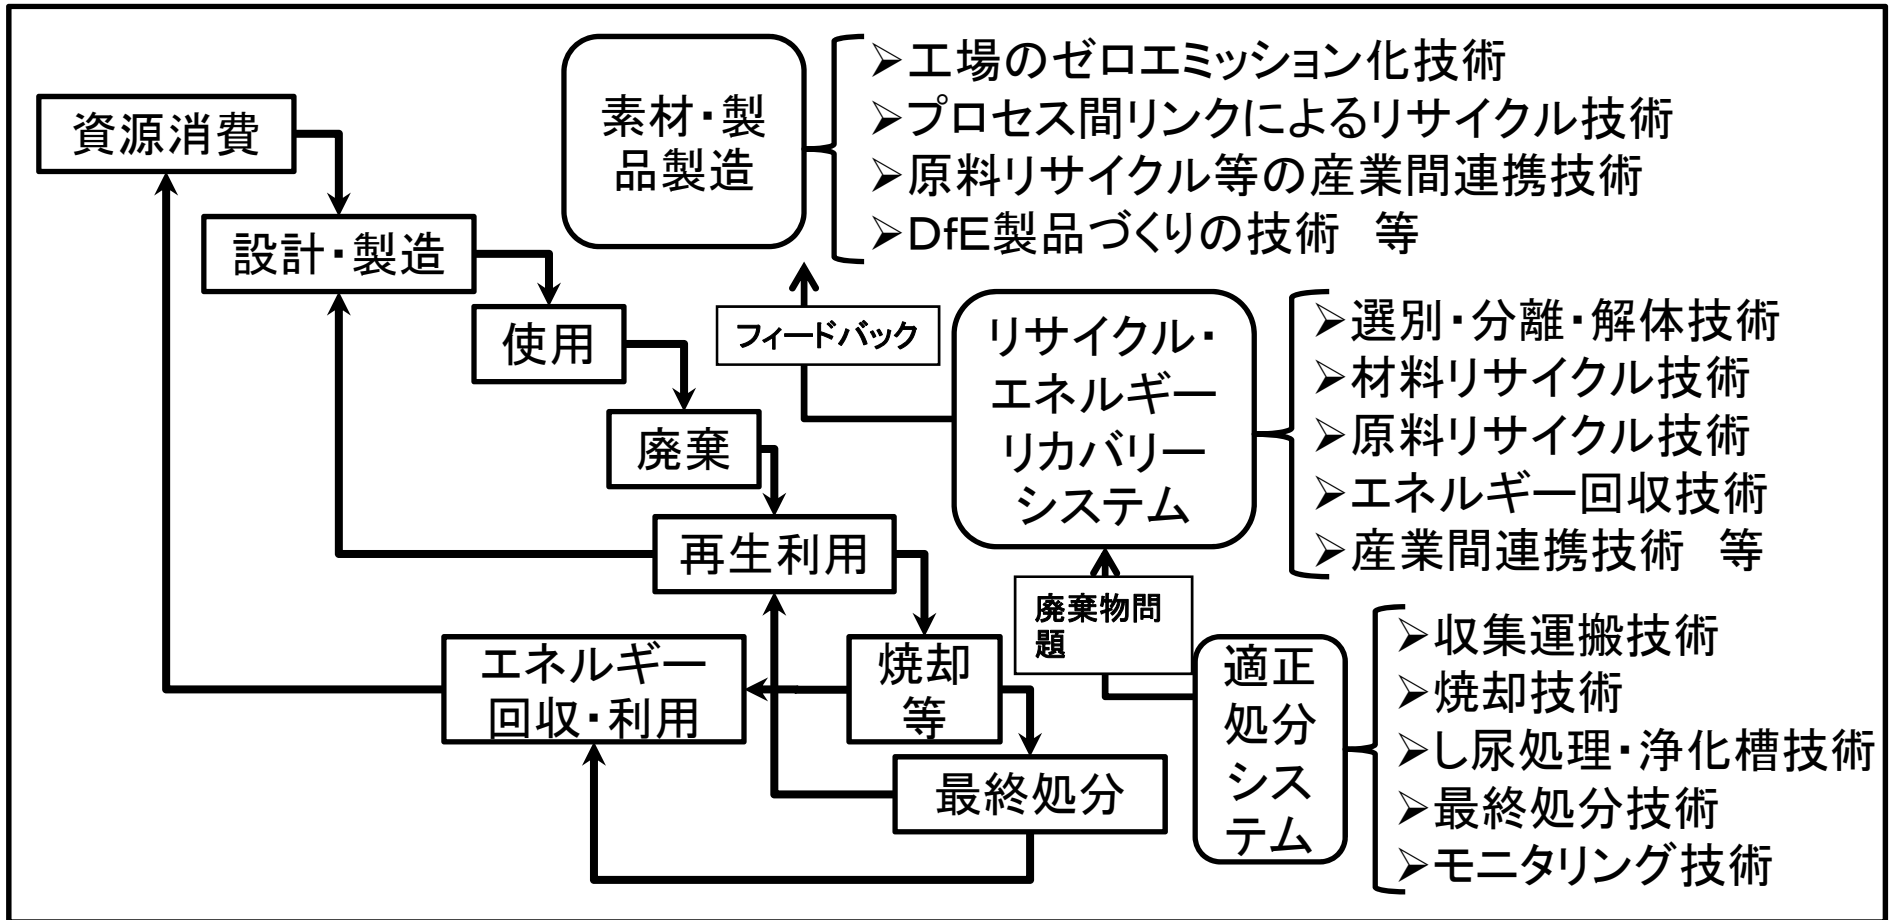 資源消費
設計・製造
使用
廃棄
再生利用
エネルギー
回収・利用
焼却
等
最終処分
素材・製
品製造
➢工場のゼロエミッション化技術
➢プロセス間リンクによるリサイクル技術
➢原料リサイクル等の産業間連携技術
➢DfE製品づくりの技術　等
フィードバック
リサイクル・
エネルギー
リカバリー
システム
➢選別・分離・解体技術
➢材料リサイクル技術
➢原料リサイクル技術
➢エネルギー回収技術
➢産業間連携技術　等
廃棄物問
題
適正
処分
シス
テム
➢収集運搬技術
➢焼却技術
➢し尿処理・浄化槽技術
➢最終処分技術
➢モニタリング技術